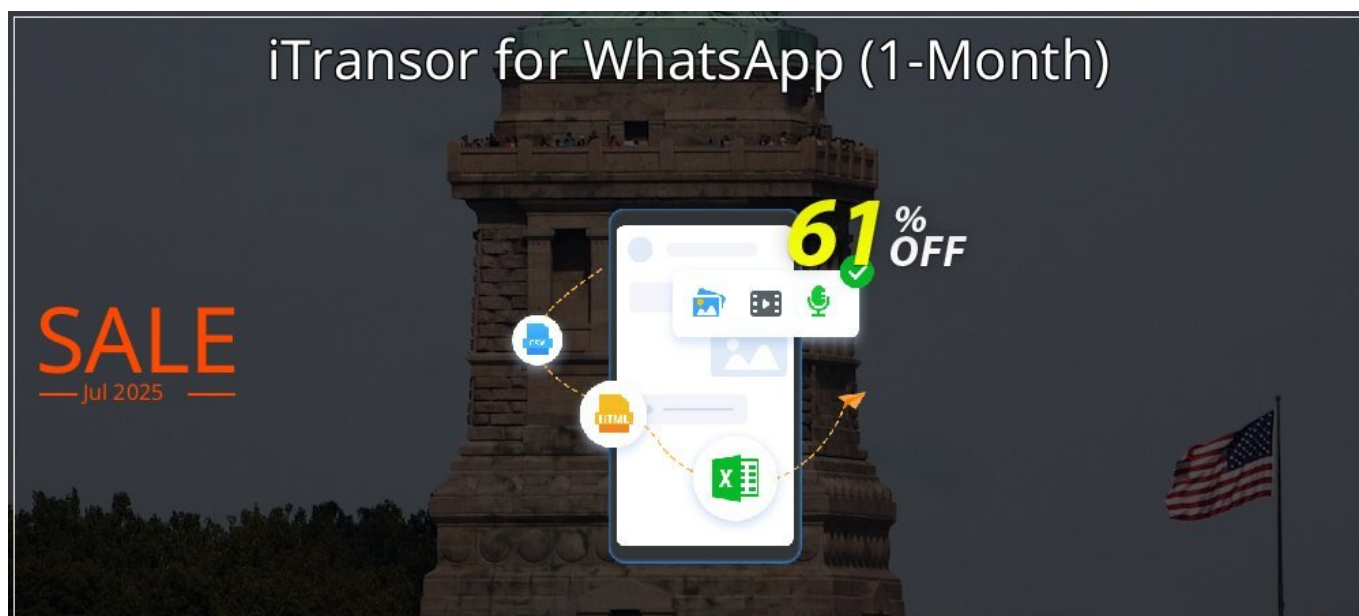 iTransor for WhatsApp (1-Month)
61%
OFF
SALE
Jul 2025
CSV
HTML
X